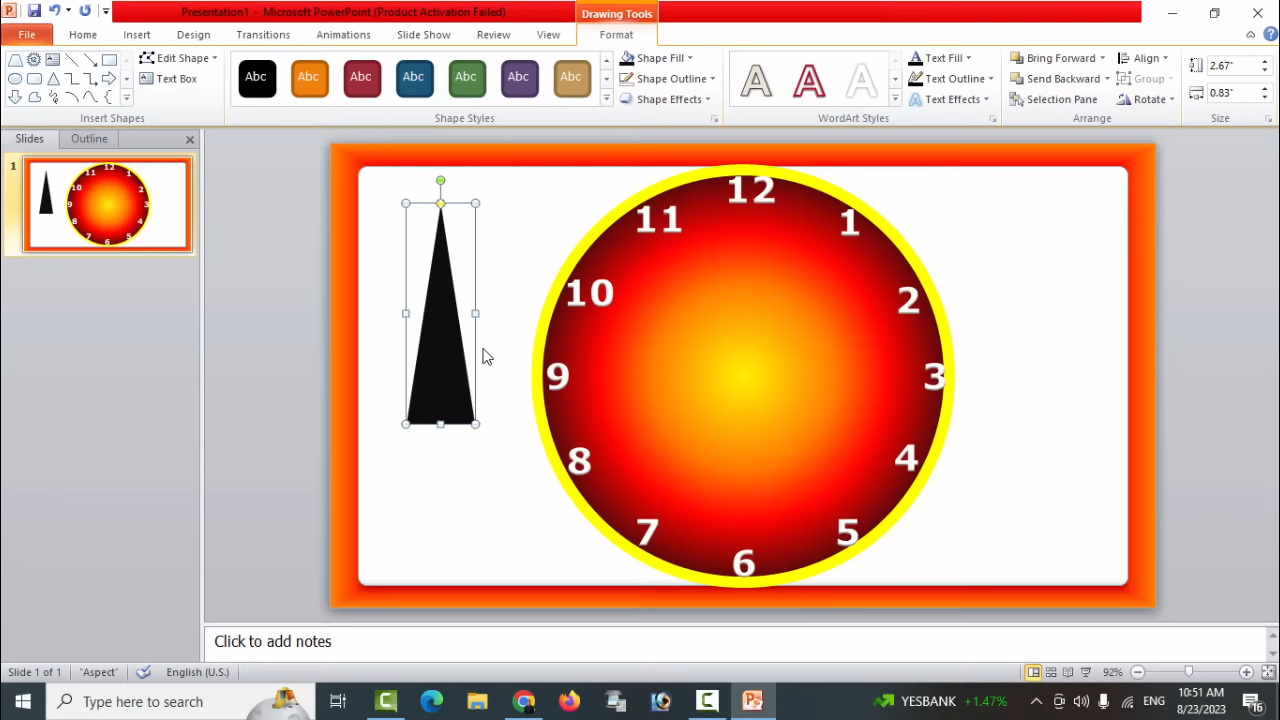 Presentation1 - Microsoft PowerPoint (Product Activation Failed)
Drawing Tools
File Home Insert Design Transitions Animations Slide Show Review View Format
Edit Shape
Text Box
Insert Shapes
Abc Abc Abc Abc Abc Abc Abc
Shape Fill
Shape Outline
Shape Effects
Shape Styles
A A A
Text Fill
Text Outline
Text Effects
WordArt Styles
Bring Forward
Send Backward
Selection Pane
Align
Group
Rotate
Arrange
2.67"
0.83"
Size
Slides Outline
1
12
1
2
3
4
5
6
7
8
9
10
11
Click to add notes
Slide 1 of 1 "Aspect" English (U.S.) 92%
Type here to search
YESBANK +1.47% ENG 10:51 AM
8/23/2023
16